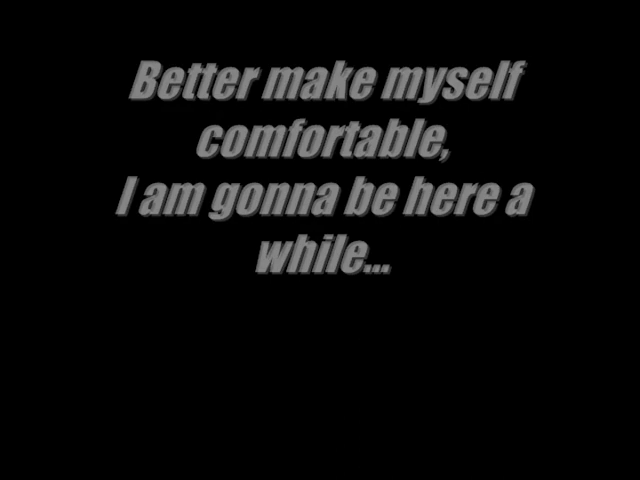 Better make myself
comfortable,
I am gonna be here a
while...